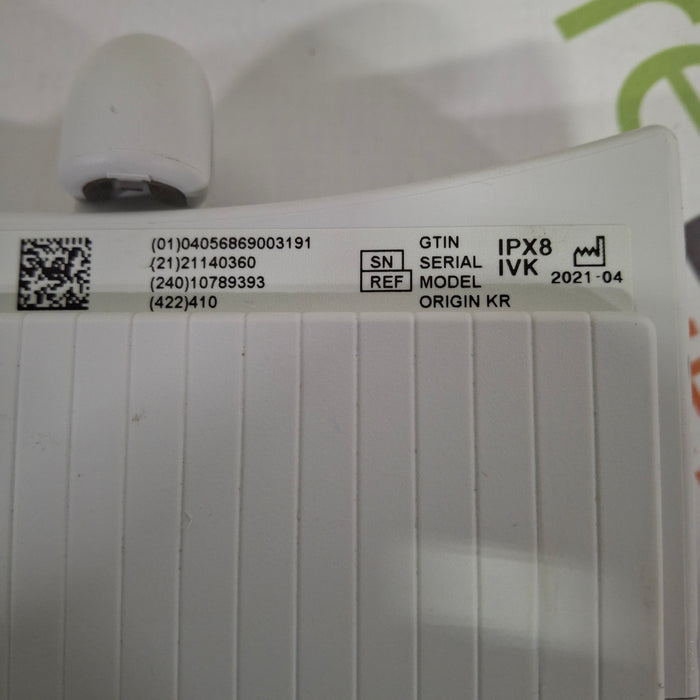 (01)04056869003191 GTIN
(21)21140360 SN SERIAL
(240)10789393 REF MODEL
(422)410 ORIGIN KR
IPX8
IVK
2021-04